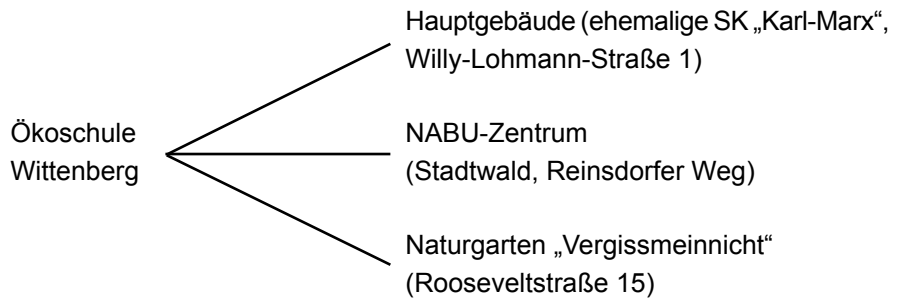 Hauptgebäude (ehemalige SK „Karl-Marx“,
Willy-Lohmann-Straße 1)
Ökoschule
Wittenberg
NABU-Zentrum
(Stadtwald, Reinsdorfer Weg)
Naturgarten „Vergissmeinnicht“
(Rooseveltstraße 15)